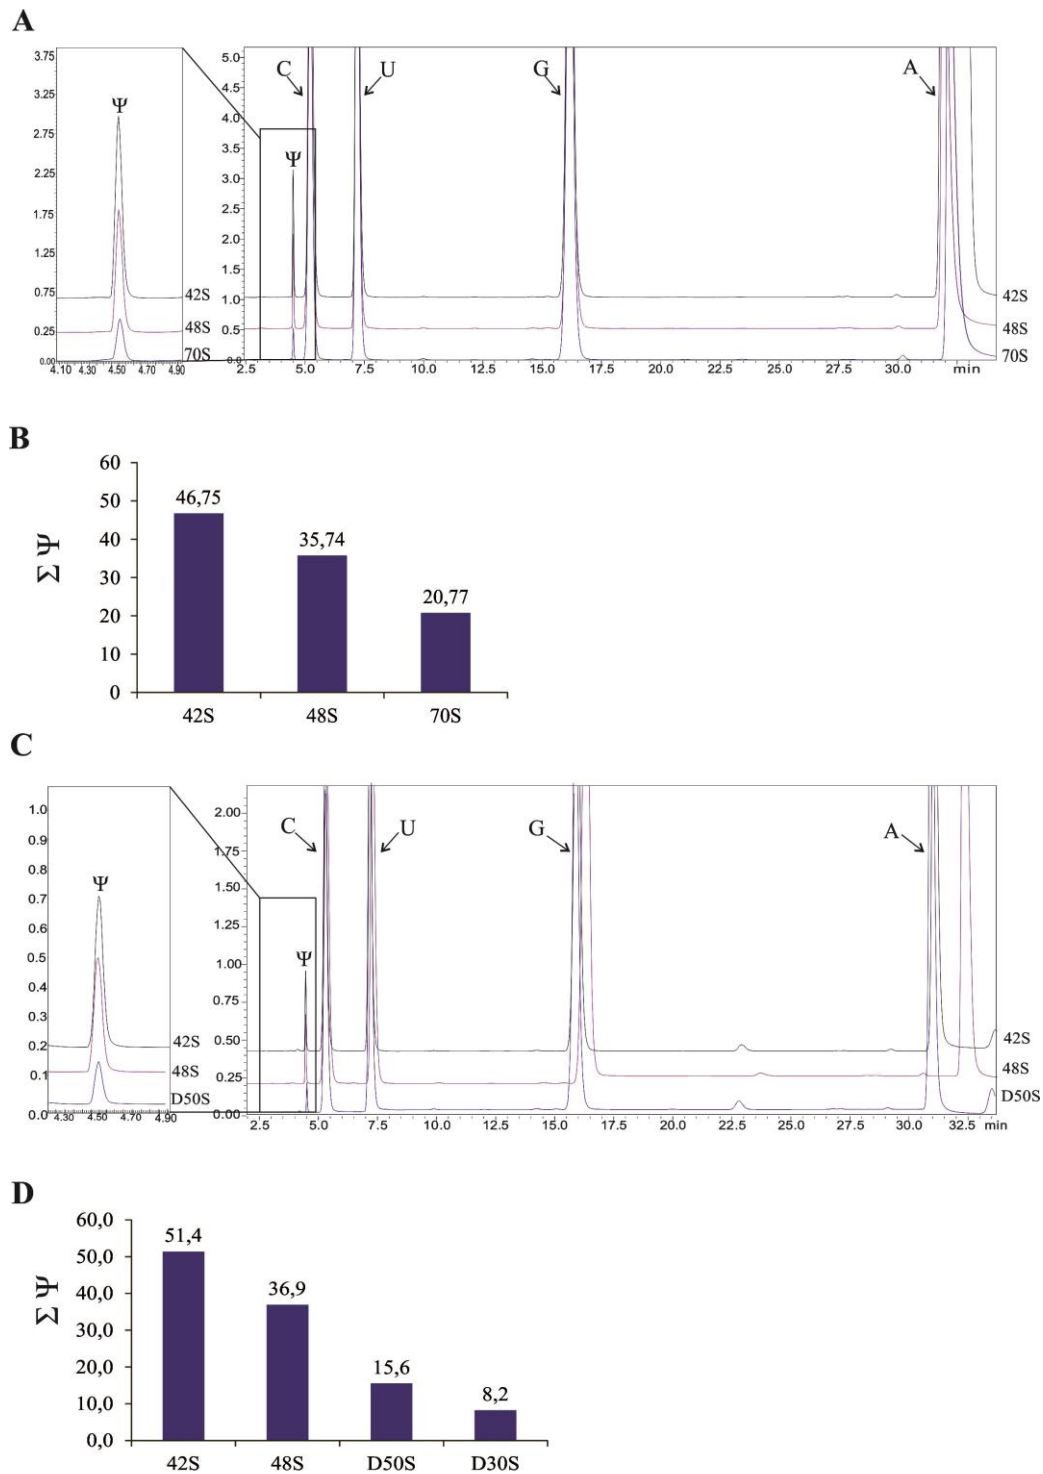 A
3.75
3.25
2.75
2.25
1.75
1.25
0.75
0.25
0.00
4.10 4.30 4.50 4.70 4.90
Ψ
42S
48S
70S
5.0
4.5
4.0
3.5
3.0
2.5
2.0
1.5
1.0
0.5
0.0
C
U
G
A
Ψ
2.5 5.0 7.5 10.0 12.5 15.0 17.5 20.0 22.5 25.0 27.5 30.0 min
42S
48S
70S
B
Σ Ψ
60
50
40
30
20
10
0
46,75
35,74
20,77
42S 48S 70S
C
1.0
0.9
0.8
0.7
0.6
0.5
0.4
0.3
0.2
0.1
0.0
4.30 4.50 4.70 4.90
Ψ
42S
48S
D50S
2.00
1.75
1.50
1.25
1.00
0.75
0.50
0.25
0.00
C
U
G
A
Ψ
2.5 5.0 7.5 10.0 12.5 15.0 17.5 20.0 22.5 25.0 27.5 30.0 32.5 min
42S
48S
D50S
D
Σ Ψ
60,0
50,0
40,0
30,0
20,0
10,0
0,0
51,4
36,9
15,6
8,2
42S 48S D50S D30S